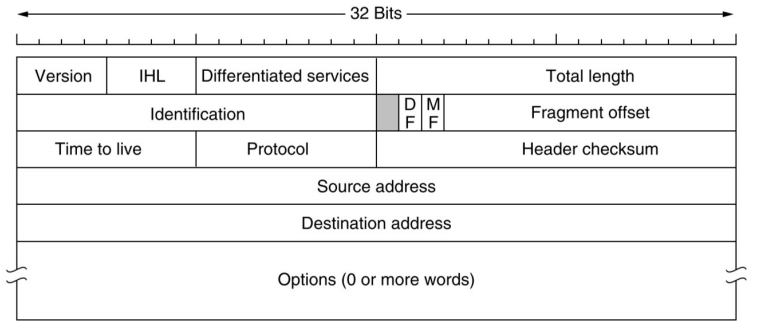 32 Bits
Version IHL Differentiated services Total length
Identification D F M F Fragment offset
Time to live Protocol Header checksum
Source address
Destination address
Options (0 or more words)